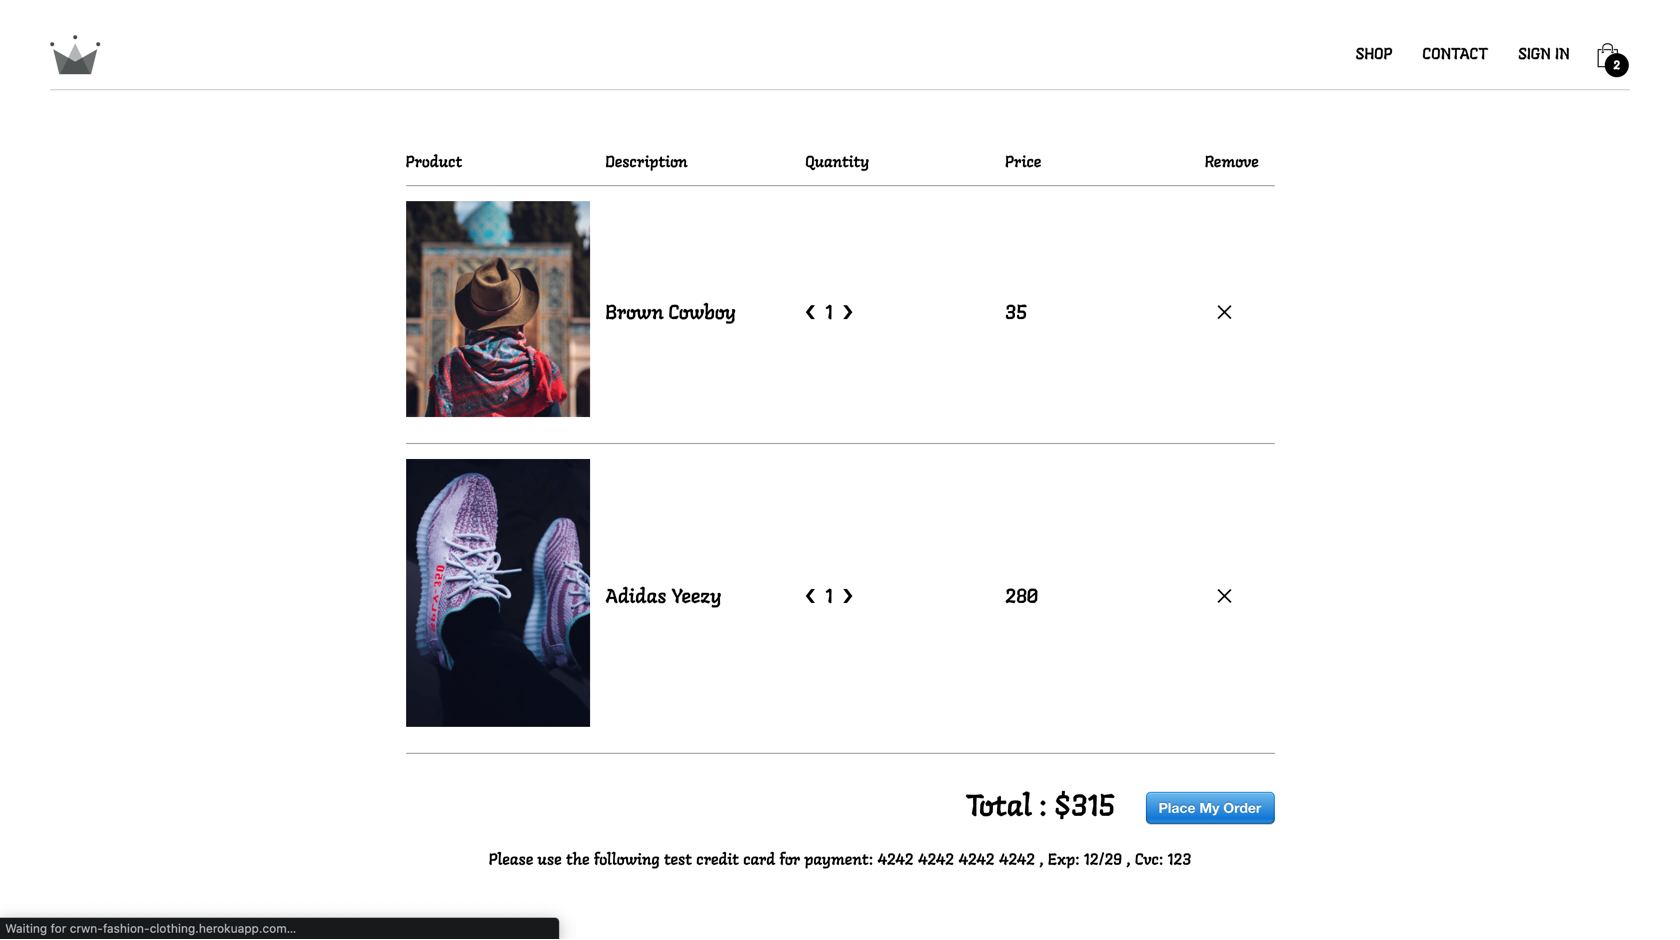 SHOP CONTACT SIGN IN 2
Product Description Quantity Price Remove
Brown Cowboy ❮ 1 ❯ 35 ✕
Adidas Yeezy ❮ 1 ❯ 280 ✕
Total : $315 Place My Order
Please use the following test credit card for payment: 4242 4242 4242 4242 , Exp: 12/29 , Cvc: 123
Waiting for crwn-fashion-clothing.herokuapp.com...